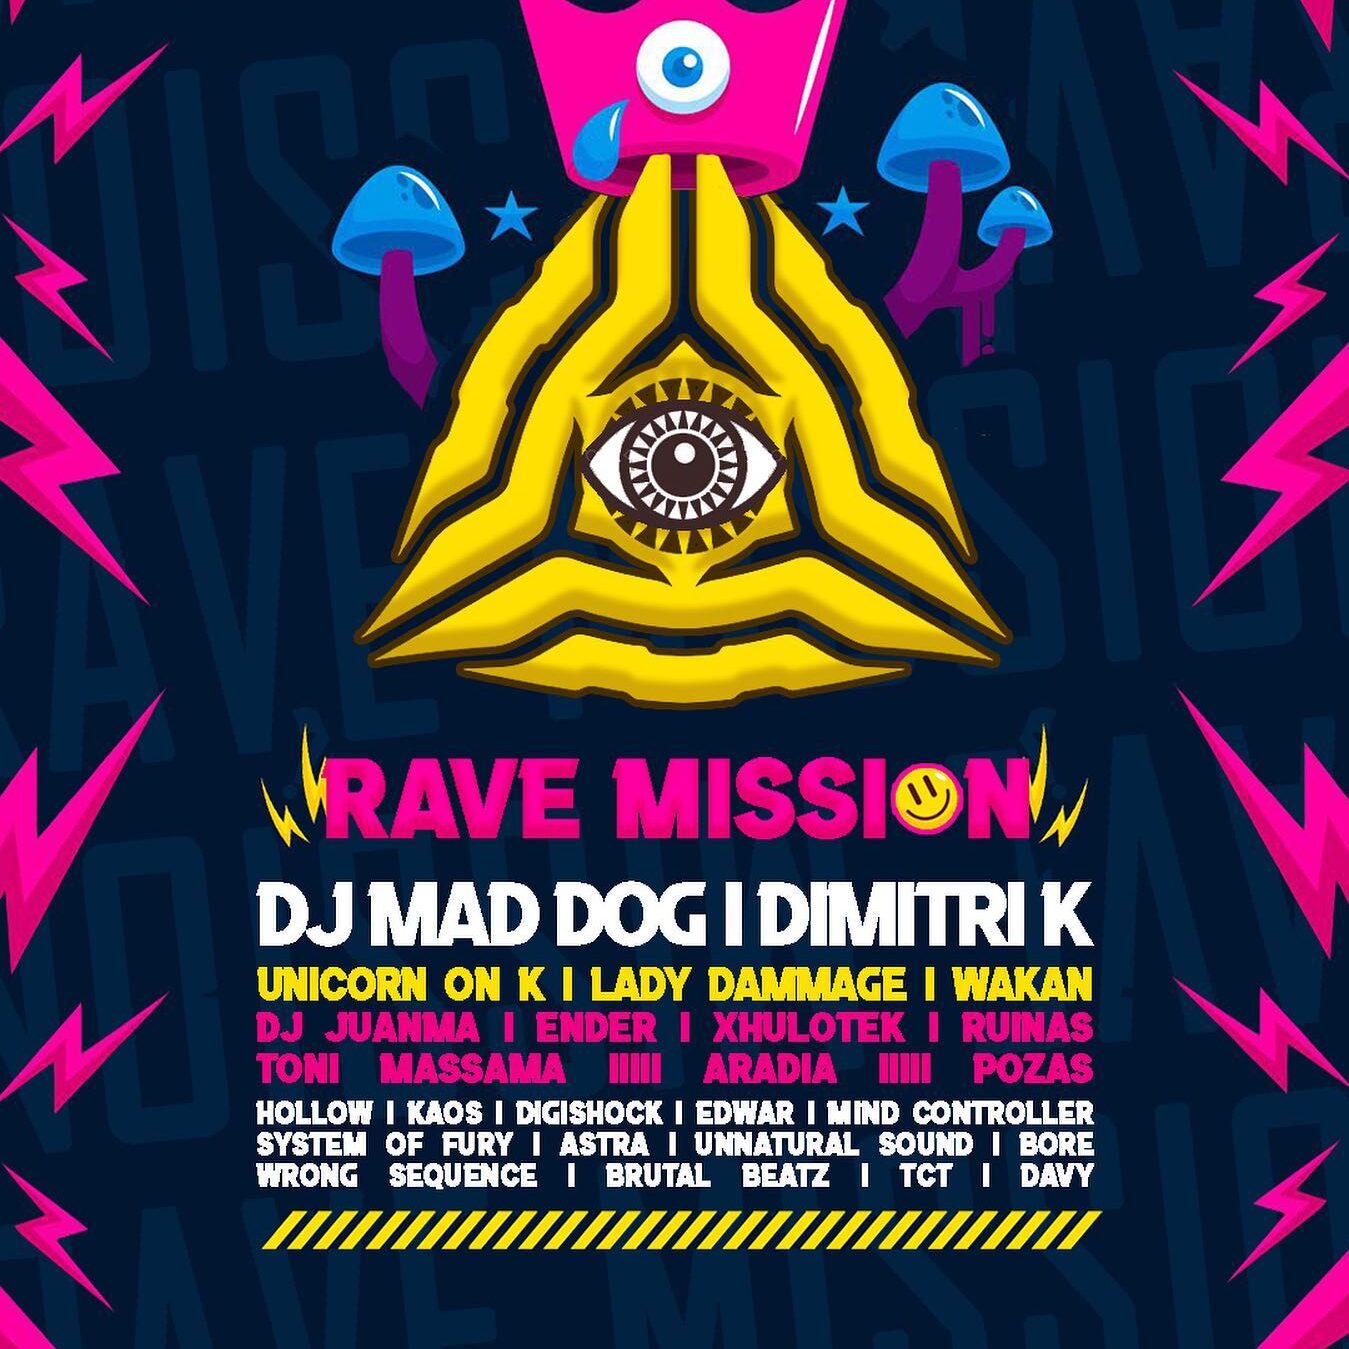 RAVE MISSION
DJ MAD DOG | DIMITRI K
UNICORN ON K | LADY DAMMAGE | WAKAN
DJ JUANMA | ENDER | XHULOTEK | RUINAS
TONI MASSAMA |||||| ARADIA |||||| POZAS
HOLLOW | KAOS | DIGISHOCK | EDWAR | MIND CONTROLLER
SYSTEM OF FURY | ASTRA | UNNATURAL SOUND | BORE
WRONG SEQUENCE | BRUTAL BEATZ | TCT | DAVY